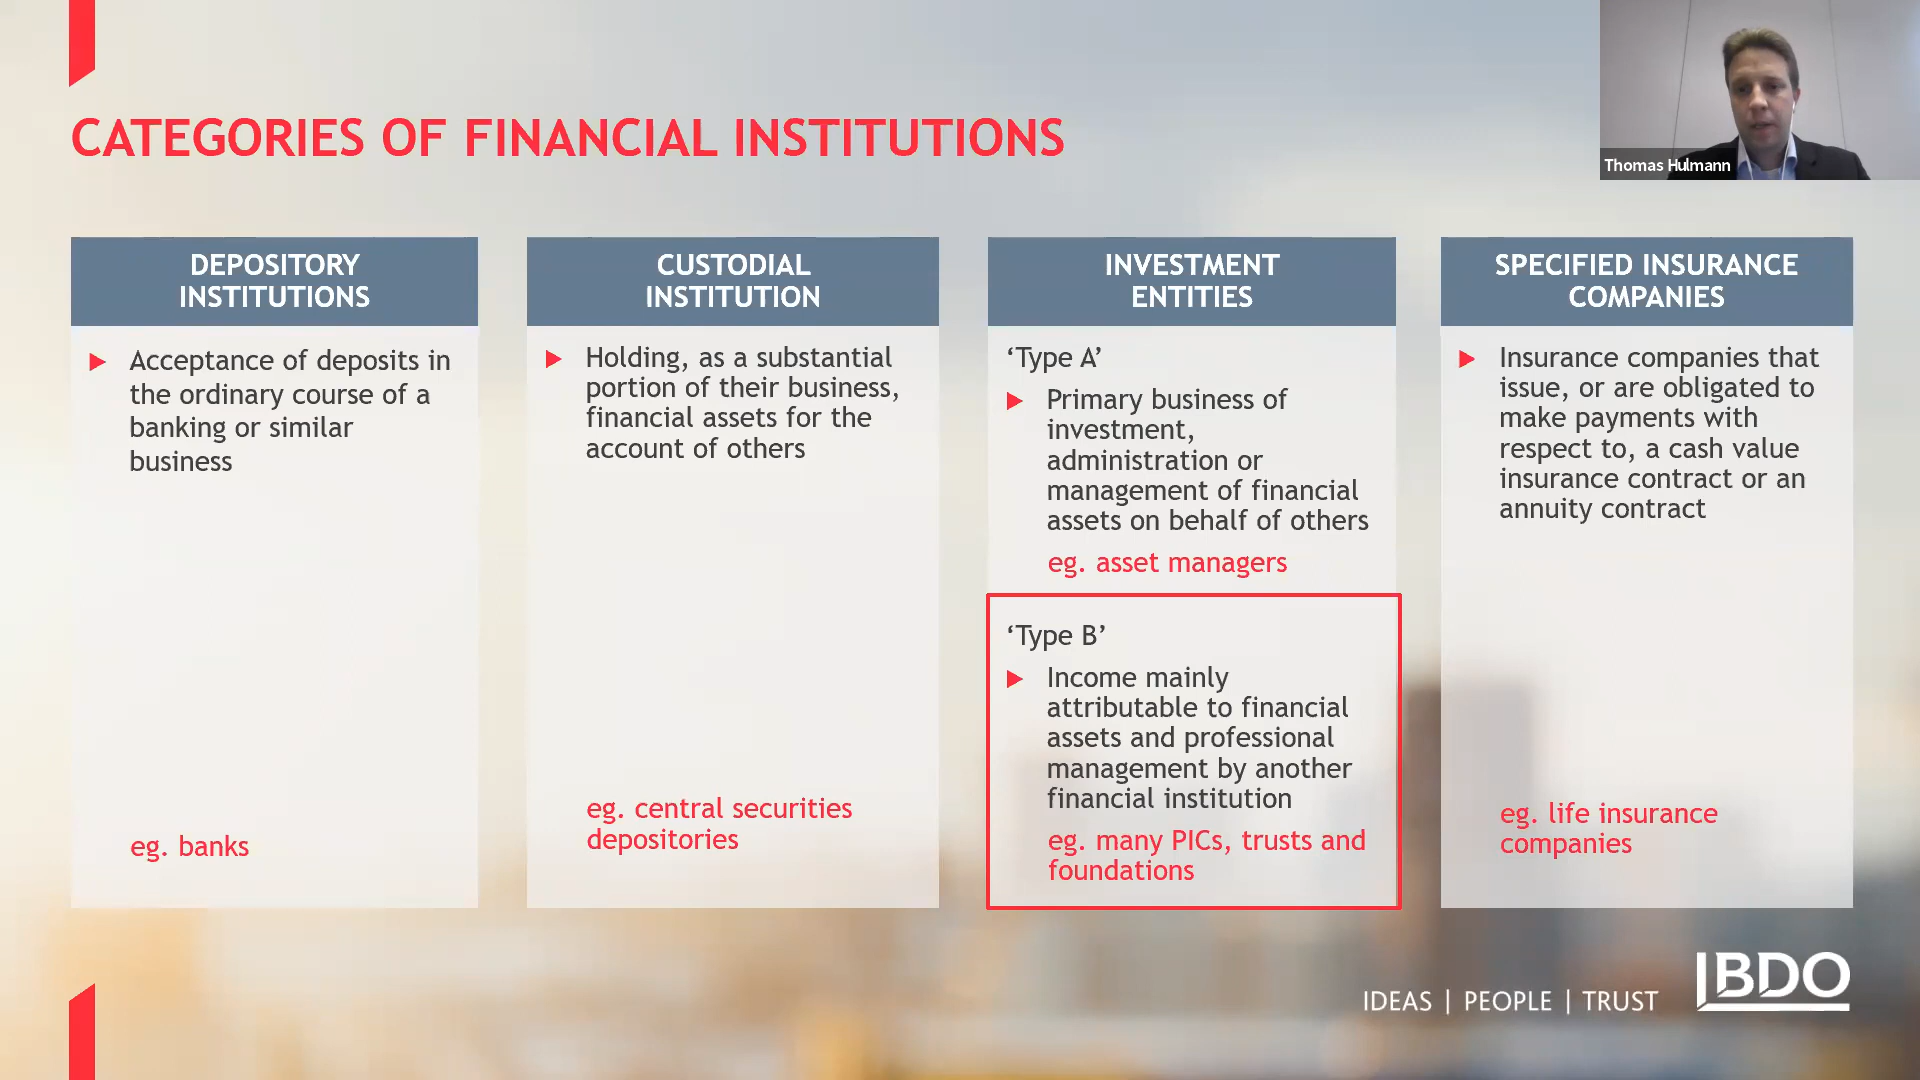 CATEGORIES OF FINANCIAL INSTITUTIONS
Thomas Hulmann
DEPOSITORY
INSTITUTIONS
Acceptance of deposits in
the ordinary course of a
banking or similar
business
eg. banks
CUSTODIAL
INSTITUTION
Holding, as a substantial
portion of their business,
financial assets for the
account of others
eg. central securities
depositories
INVESTMENT
ENTITIES
‘Type A’
Primary business of
investment,
administration or
management of financial
assets on behalf of others
eg. asset managers
‘Type B’
Income mainly
attributable to financial
assets and professional
management by another
financial institution
eg. many PICs, trusts and
foundations
SPECIFIED INSURANCE
COMPANIES
Insurance companies that
issue, or are obligated to
make payments with
respect to, a cash value
insurance contract or an
annuity contract
eg. life insurance
companies
IDEAS | PEOPLE | TRUST
BDO